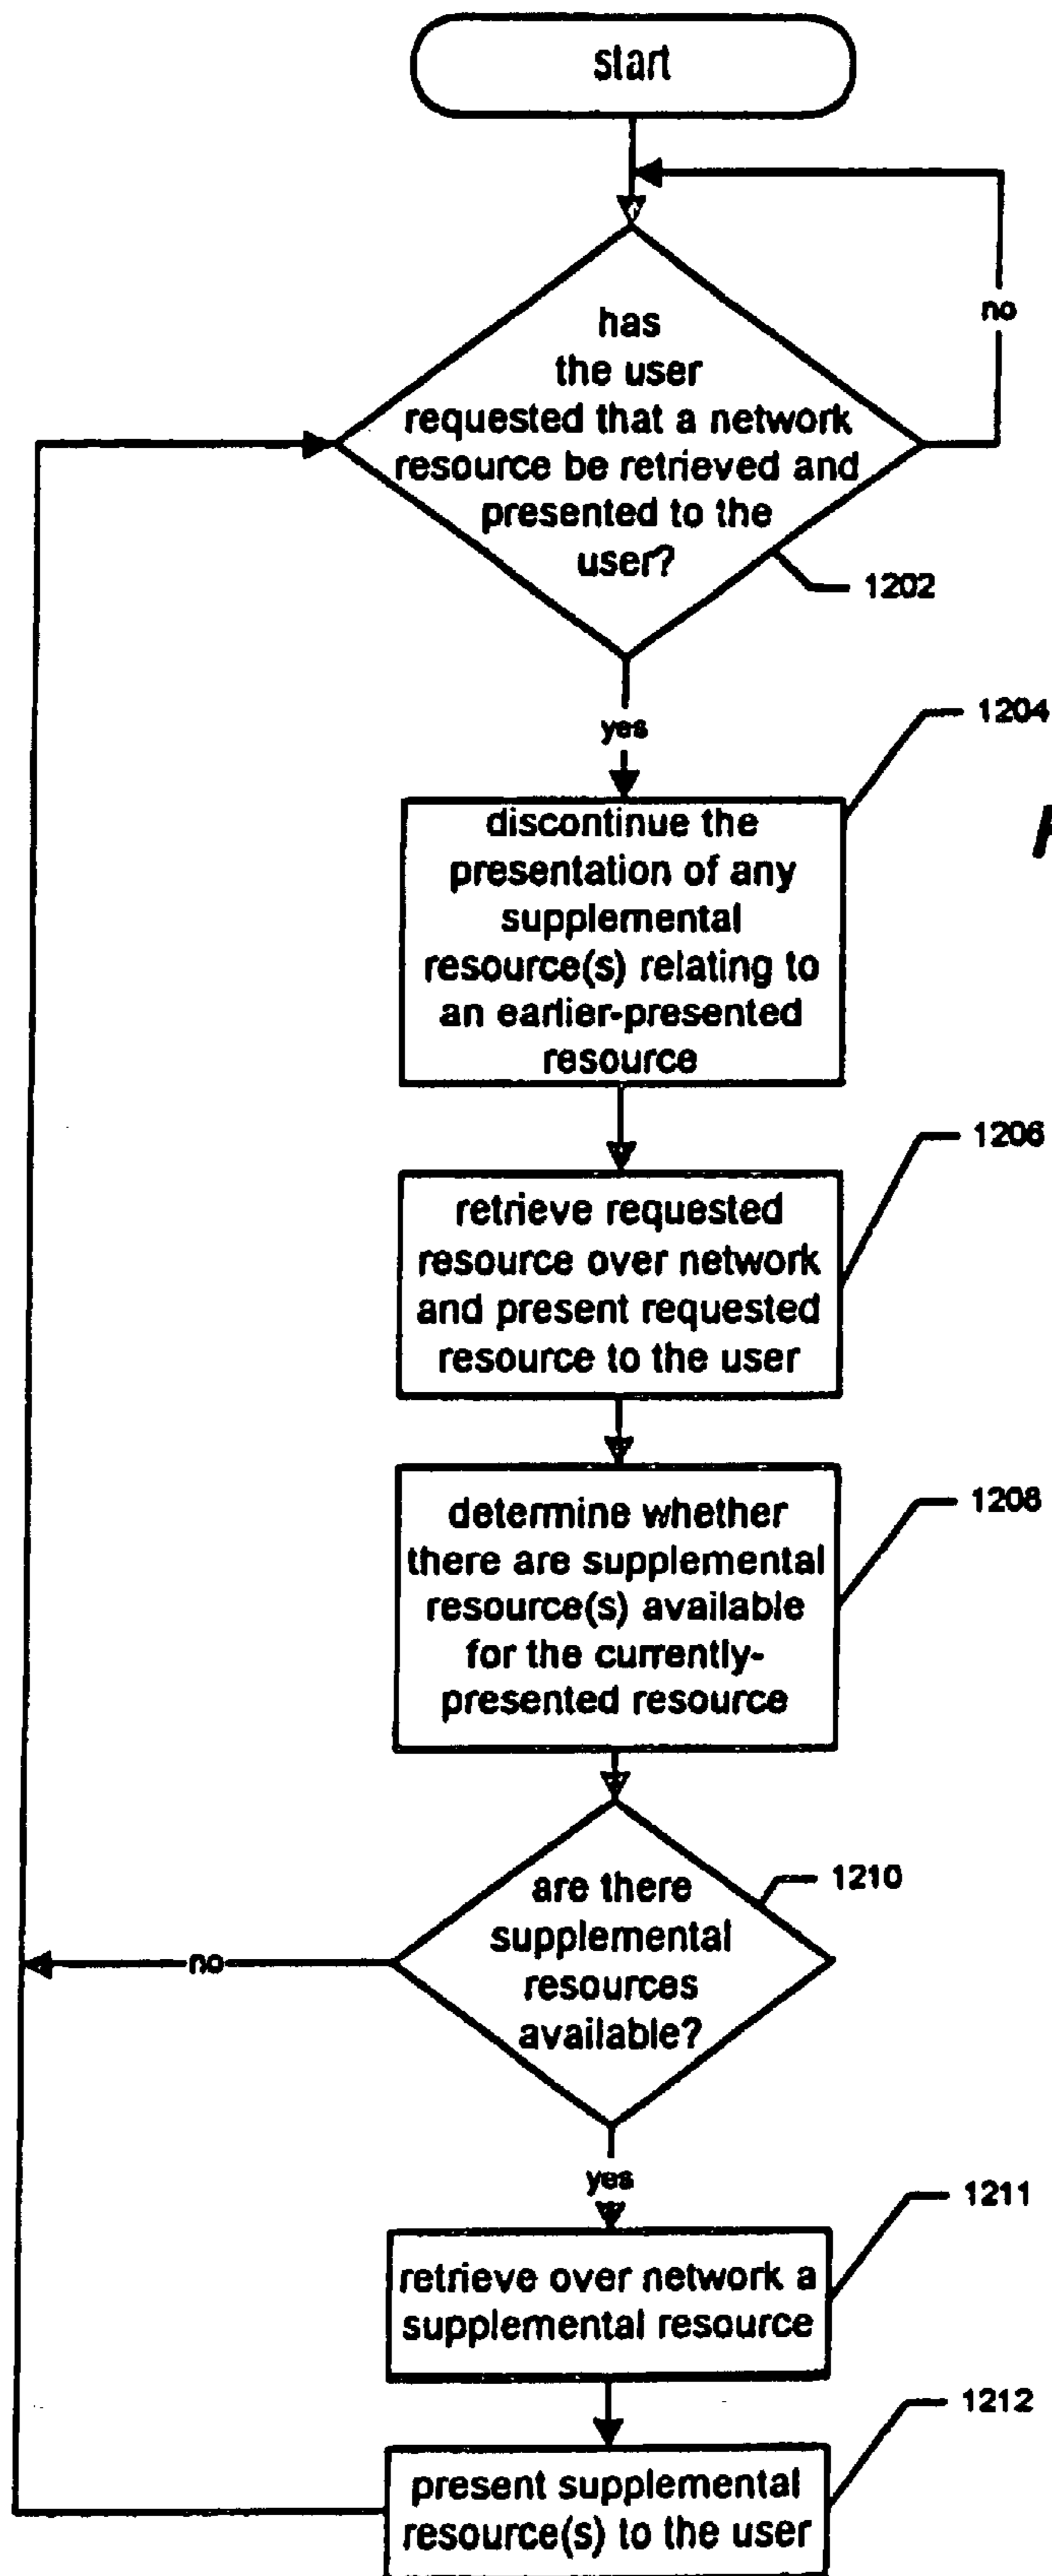 start
no
has
the user
requested that a network
resource be retrieved and
presented to the
user?
1202
yes
1204
discontinue the
presentation of any
supplemental
resource(s) relating to
an earlier-presented
resource
1206
retrieve requested
resource over network
and present requested
resource to the user
1208
determine whether
there are supplemental
resource(s) available
for the currently-
presented resource
1210
are there
supplemental
resources
available?
no
yes
1211
retrieve over network a
supplemental resource
1212
present supplemental
resource(s) to the user